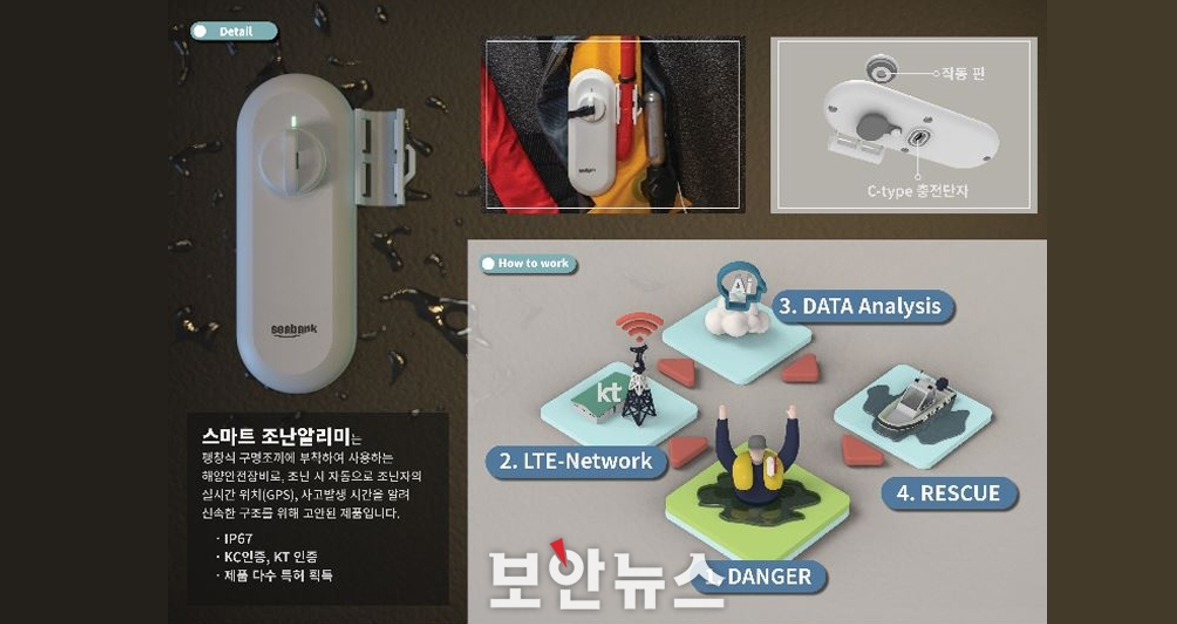 Detail
seabank
스마트 조난알리미는
팽창식 구명조끼에 부착하여 사용하는
해양안전장비로, 조난 시 자동으로 조난자의
실시간 위치(GPS), 사고발생 시간을 알려
신속한 구조를 위해 고안된 제품입니다.
· IP67
· KC인증, KT 인증
· 제품 다수 특허 획득
작동 핀
C-type 충전단자
How to work
Ai
3. DATA Analysis
kt
2. LTE-Network
4. RESCUE
1. DANGER
보안뉴스